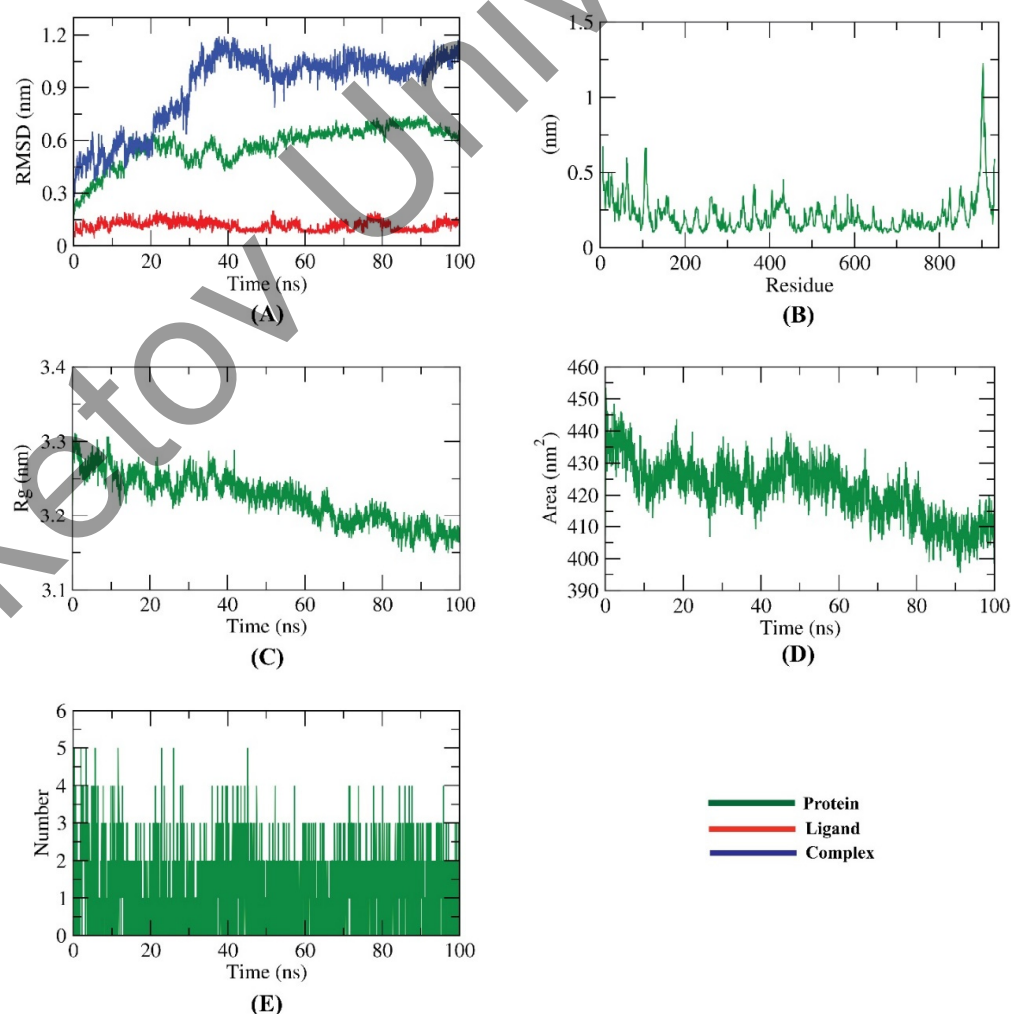 RMSD (nm)
1.2
0.9
0.6
0.3
0
0 20 40 60 80 100
Time (ns)
(A)
(nm)
1.5
1
0.5
0
0 200 400 600 800
Residue
(B)
Rg (nm)
3.4
3.3
3.2
3.1
0 20 40 60 80 100
Time (ns)
(C)
Area (nm²)
460
450
440
430
420
410
400
390
0 20 40 60 80 100
Time (ns)
(D)
Number
6
5
4
3
2
1
0
0 20 40 60 80 100
Time (ns)
(E)
Protein
Ligand
Complex
ketov Univ